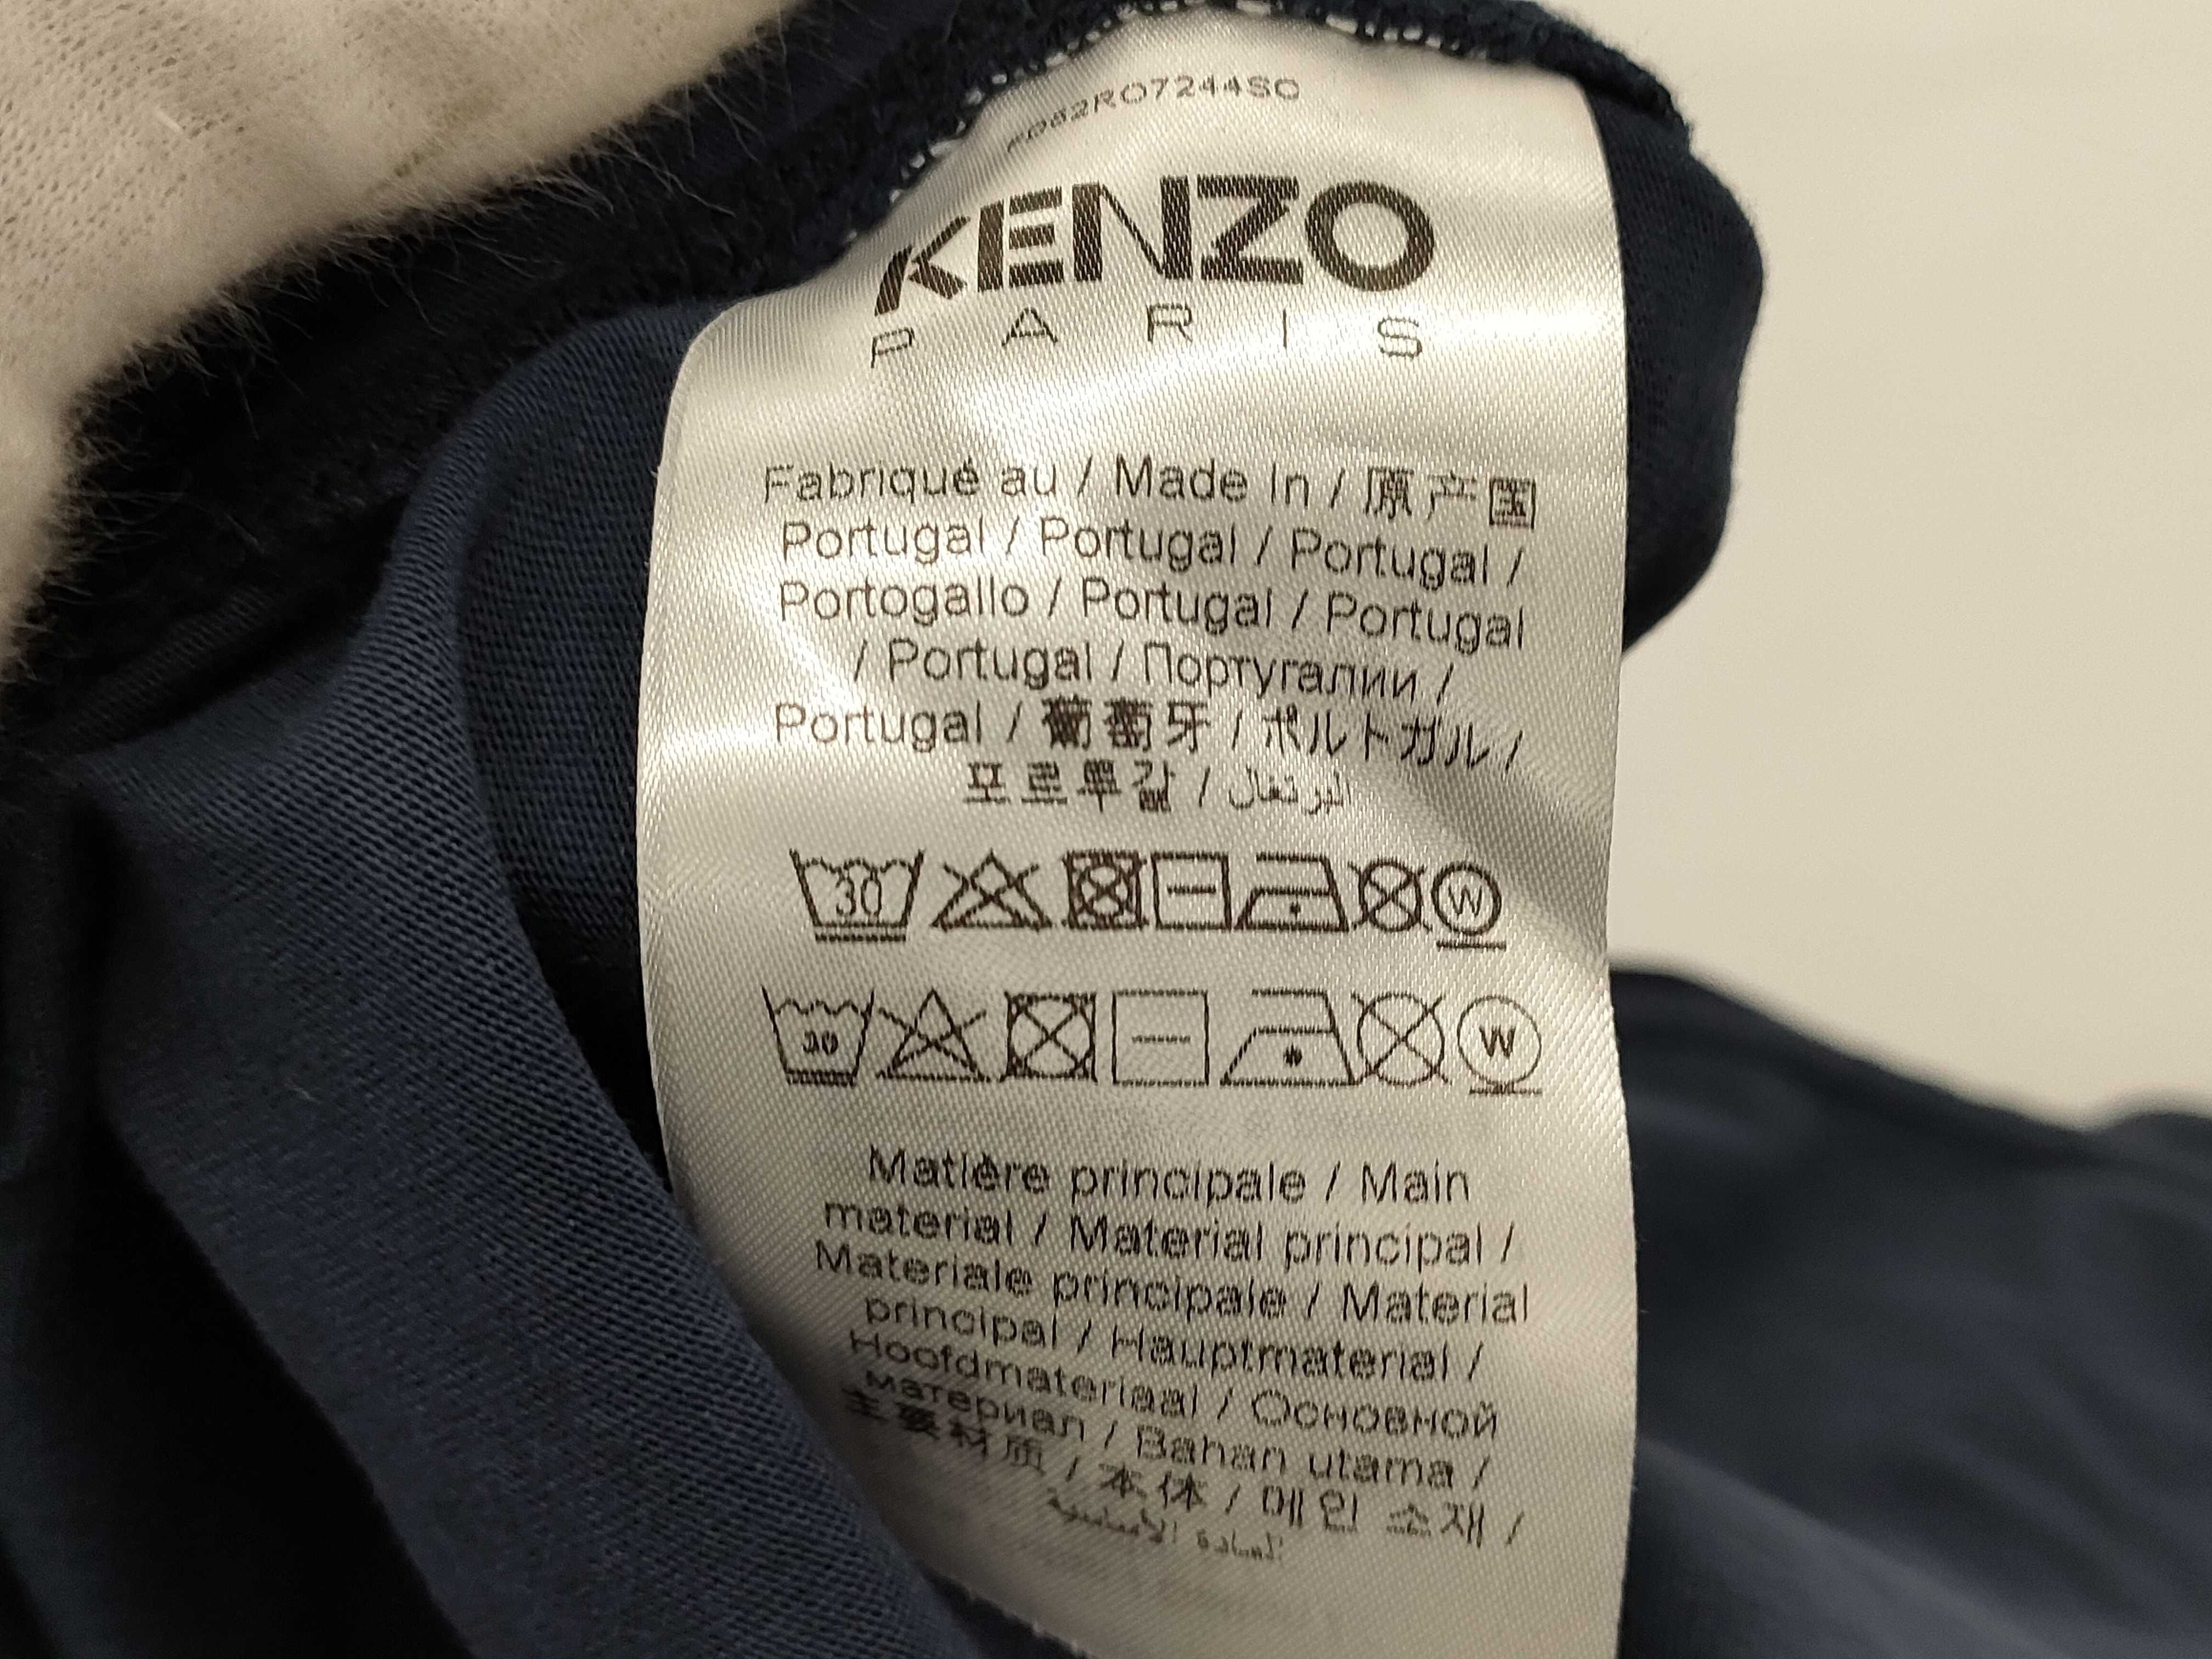 KENZO
PARIS
Fabriqué au / Made In / 原产国
Portugal / Portugal / Portugal /
Portogallo / Portugal / Portugal
/ Portugal / Португалии /
Portugal / 葡萄牙 / ポルトガル /
포르투갈 / البرتغال
30 W
30 W
Matière principale / Main
material / Material principal /
Materiale principale / Material
principal / Hauptmaterial /
Hoofdmateriaal / Основной
материал / Bahan utama /
主要材质 / 本体 / 메인 소재 /
المادة الأساسية